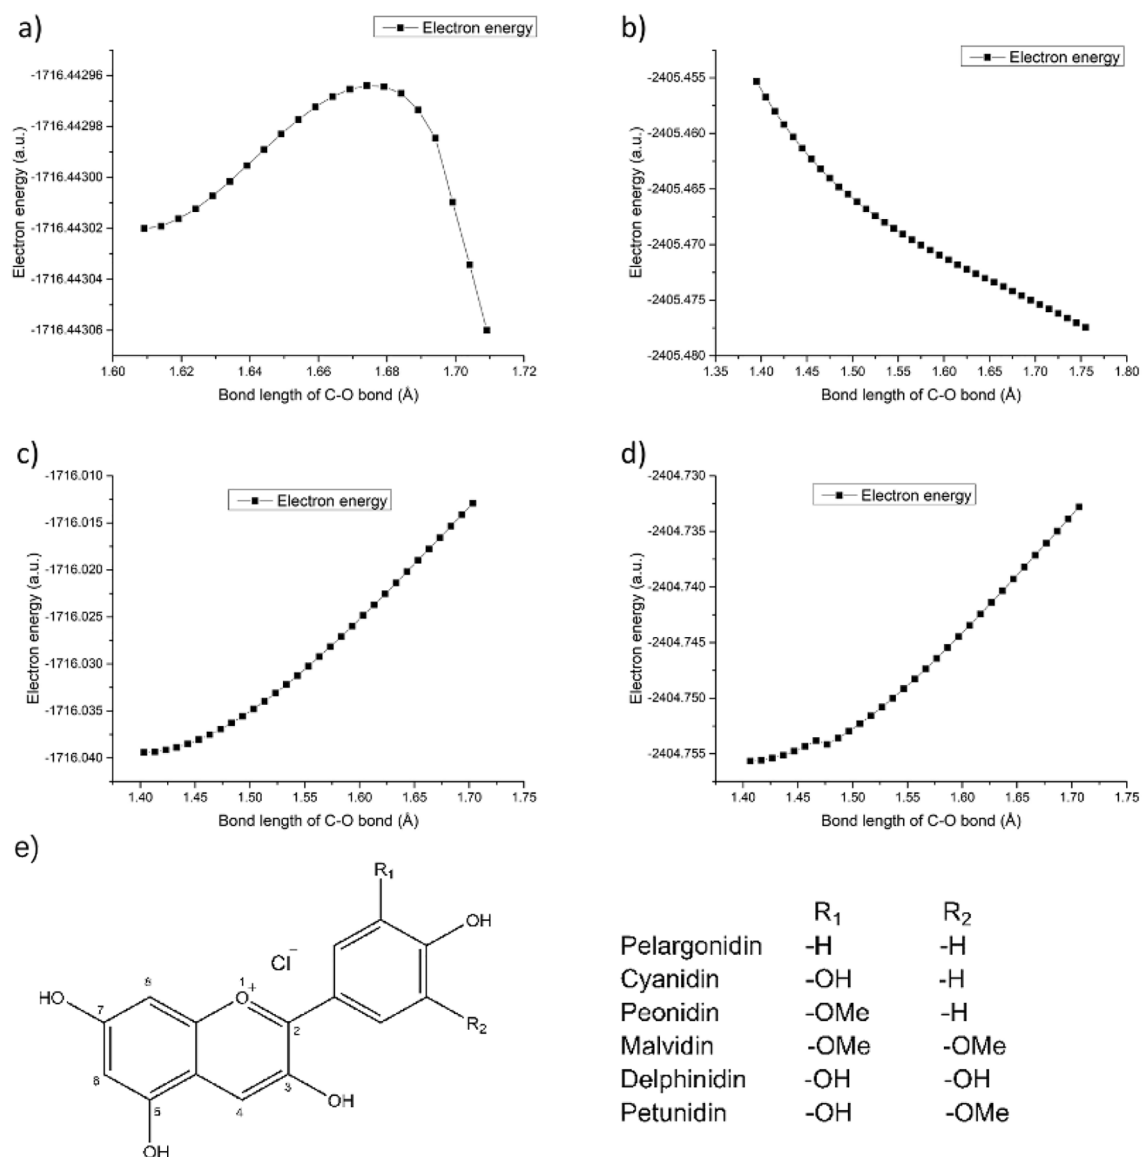 a)
Electron energy
-1716.44296
-1716.44298
-1716.44300
-1716.44302
-1716.44304
-1716.44306
Electron energy (a.u.)
1.60 1.62 1.64 1.66 1.68 1.70 1.72
Bond length of C-O bond (Å)
b)
Electron energy
-2405.455
-2405.460
-2405.465
-2405.470
-2405.475
-2405.480
Electron energy (a.u.)
1.35 1.40 1.45 1.50 1.55 1.60 1.65 1.70 1.75 1.80
Bond length of C-O bond (Å)
c)
Electron energy
-1716.010
-1716.015
-1716.020
-1716.025
-1716.030
-1716.035
-1716.040
Electron energy (a.u.)
1.40 1.45 1.50 1.55 1.60 1.65 1.70 1.75
Bond length of C-O bond (Å)
d)
Electron energy
-2404.730
-2404.735
-2404.740
-2404.745
-2404.750
-2404.755
Electron energy (a.u.)
1.40 1.45 1.50 1.55 1.60 1.65 1.70 1.75
Bond length of C-O bond (Å)
e)
R1
OH
Cl−
HO
8
1
O+
7
2
R2
6
3
5
4
OH
OH
R1 R2
Pelargonidin -H -H
Cyanidin -OH -H
Peonidin -OMe -H
Malvidin -OMe -OMe
Delphinidin -OH -OH
Petunidin -OH -OMe